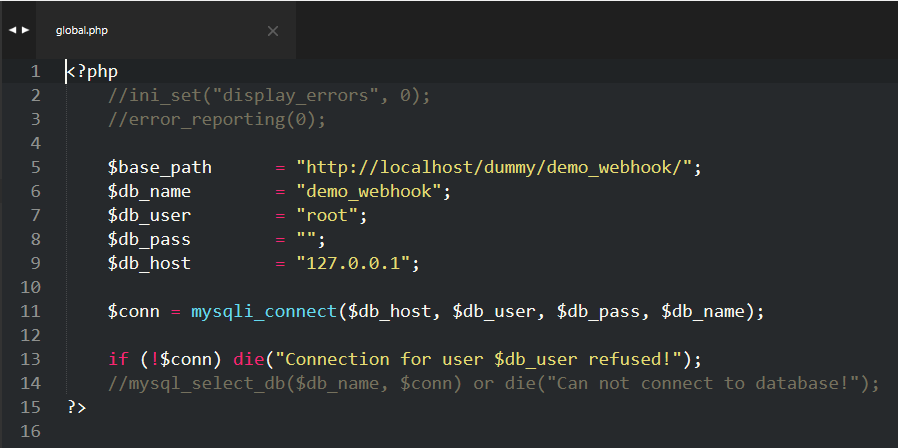 global.php
1 <?php
2 //ini_set("display_errors", 0);
3 //error_reporting(0);
4
5 $base_path = "http://localhost/dummy/demo_webhook/";
6 $db_name = "demo_webhook";
7 $db_user = "root";
8 $db_pass = "";
9 $db_host = "127.0.0.1";
10
11 $conn = mysqli_connect($db_host, $db_user, $db_pass, $db_name);
12
13 if (!$conn) die("Connection for user $db_user refused!");
14 //mysql_select_db($db_name, $conn) or die("Can not connect to database!");
15 ?>
16